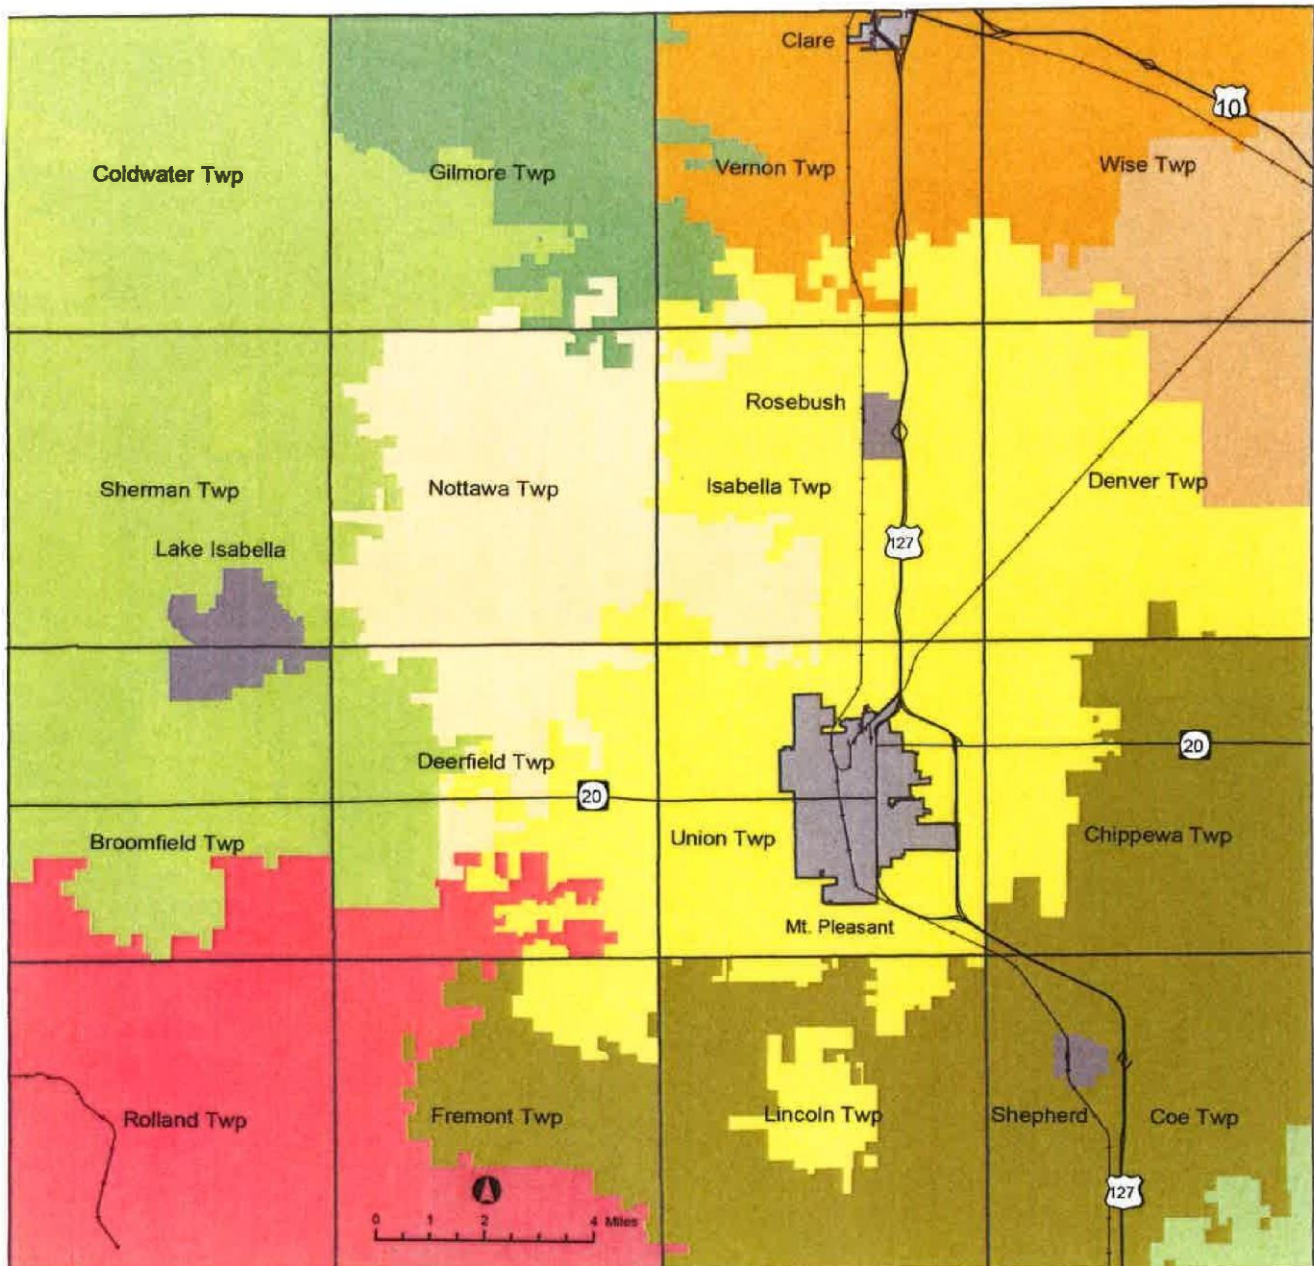 Clare
10
Coldwater Twp
Gilmore Twp
Vernon Twp
Wise Twp
Rosebush
Sherman Twp
Nottawa Twp
Isabella Twp
Denver Twp
Lake Isabella
127
20
Deerfield Twp
20
Broomfield Twp
Union Twp
Chippewa Twp
Mt. Pleasant
Rolland Twp
Fremont Twp
Lincoln Twp
Shepherd
Coe Twp
127
0 1 2 4 Miles